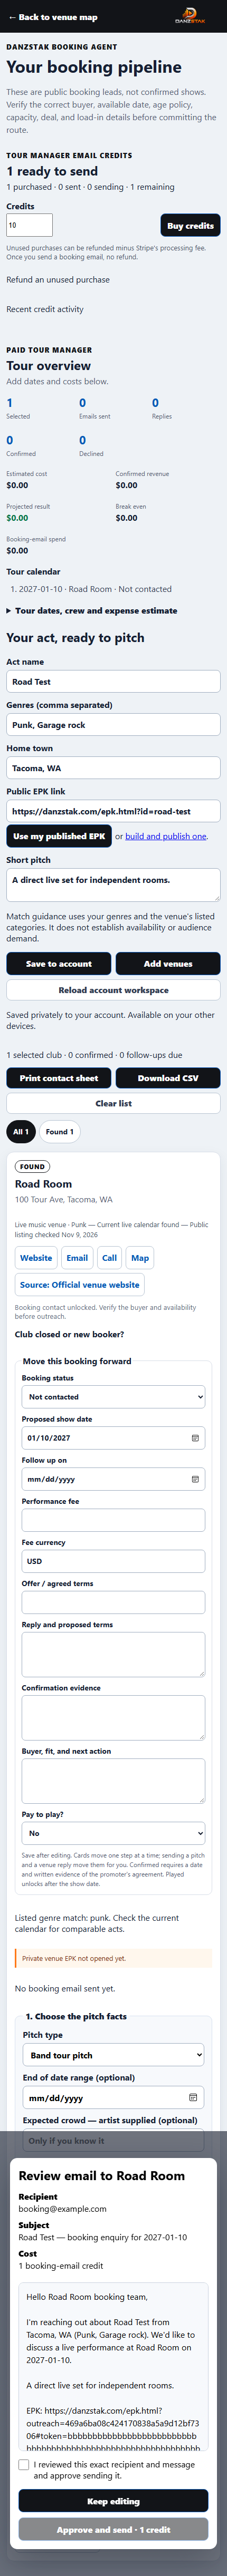 ← Back to venue map
DANZSTAK
DANZSTAK BOOKING AGENT
Your booking pipeline
These are public booking leads, not confirmed shows.
Verify the correct buyer, available date, age policy,
capacity, deal, and load-in details before committing the
route.
TOUR MANAGER EMAIL CREDITS
1 ready to send
1 purchased · 0 sent · 0 sending · 1 remaining
Credits
10
Buy credits
Unused purchases can be refunded minus Stripe's processing fee.
Once you send a booking email, no refund.
Refund an unused purchase
Recent credit activity
PAID TOUR MANAGER
Tour overview
Add dates and costs below.
1
Selected
0
Emails sent
0
Replies
0
Confirmed
0
Declined
Estimated cost
$0.00
Confirmed revenue
$0.00
Projected result
$0.00
Break even
$0.00
Booking-email spend
$0.00
Tour calendar
1. 2027-01-10 · Road Room · Not contacted
▶ Tour dates, crew and expense estimate
Your act, ready to pitch
Act name
Road Test
Genres (comma separated)
Punk, Garage rock
Home town
Tacoma, WA
Public EPK link
https://danzstak.com/epk.html?id=road-test
Use my published EPK or build and publish one.
Short pitch
A direct live set for independent rooms.
Match guidance uses your genres and the venue's listed
categories. It does not establish availability or audience
demand.
Save to account
Add venues
Reload account workspace
Saved privately to your account. Available on your other
devices.
1 selected club · 0 confirmed · 0 follow-ups due
Print contact sheet
Download CSV
Clear list
All 1
Found 1
FOUND
Road Room
100 Tour Ave, Tacoma, WA
Live music venue · Punk — Current live calendar found — Public
listing checked Nov 9, 2026
Website
Email
Call
Map
Source: Official venue website
Booking contact unlocked. Verify the buyer and availability
before outreach.
Club closed or new booker?
Move this booking forward
Booking status
Not contacted
Proposed show date
01/10/2027
Follow up on
mm/dd/yyyy
Performance fee
Fee currency
USD
Offer / agreed terms
Reply and proposed terms
Confirmation evidence
Buyer, fit, and next action
Pay to play?
No
Save after editing. Cards move one step at a time; sending a pitch
and a venue reply move them for you. Confirmed requires a date
and written evidence of the promoter's agreement. Played
unlocks after the show date.
Listed genre match: punk. Check the current
calendar for comparable acts.
Private venue EPK not opened yet.
No booking email sent yet.
1. Choose the pitch facts
Pitch type
Band tour pitch
End of date range (optional)
mm/dd/yyyy
Expected crowd — artist supplied (optional)
Only if you know it
Review email to Road Room
Recipient
booking@example.com
Subject
Road Test — booking enquiry for 2027-01-10
Cost
1 booking-email credit
Hello Road Room booking team,
I'm reaching out about Road Test from
Tacoma, WA (Punk, Garage rock). We'd like to
discuss a live performance at Road Room on
2027-01-10.
A direct live set for independent rooms.
EPK: https://danzstak.com/epk.html?
outreach=469a6ba08c424170838a5a9d12bf73
06#token=bbbbbbbbbbbbbbbbbbbbbbbbbb
I reviewed this exact recipient and message
and approve sending it.
Keep editing
Approve and send · 1 credit